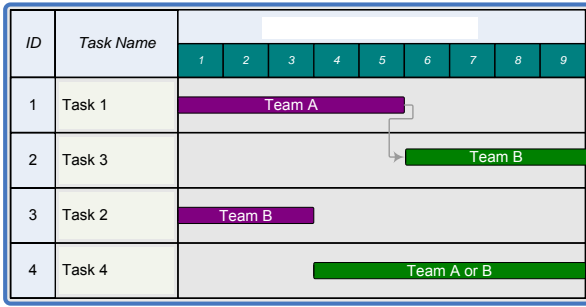 ID Task Name
1 2 3 4 5 6 7 8 9
1 Task 1 Team A
2 Task 3 Team B
3 Task 2 Team B
4 Task 4 Team A or B